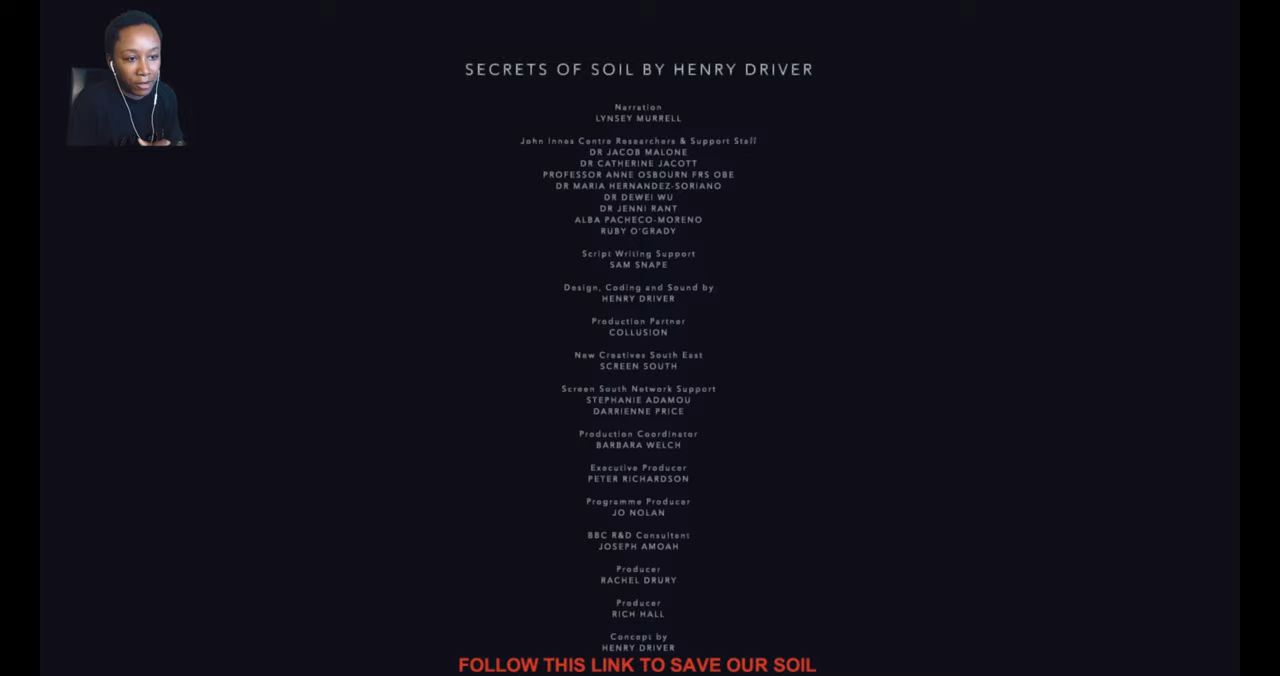 SECRETS OF SOIL BY HENRY DRIVER
Narration
LYNSEY MURRELL
John Innes Centre Researchers & Support Staff
DR JACOB MALONE
DR CATHERINE JACOTT
PROFESSOR ANNE OSBOURN FRS OBE
DR MARIA HERNANDEZ-SORIANO
DR DEWEI WU
DR JENNI RANT
ALBA PACHECO-MORENO
RUBY O'GRADY
Script Writing Support
SAM SNAPE
Design, Coding and Sound by
HENRY DRIVER
Production Partner
COLLUSION
New Creatives South East
SCREEN SOUTH
Screen South Network Support
STEPHANIE ADAMOU
DARRIENNE PRICE
Production Coordinator
BARBARA WELCH
Executive Producer
PETER RICHARDSON
Programme Producer
JO NOLAN
BBC R&D Consultant
JOSEPH AMOAH
Producer
RACHEL DRURY
Producer
RICH HALL
Concept by
HENRY DRIVER
FOLLOW THIS LINK TO SAVE OUR SOIL